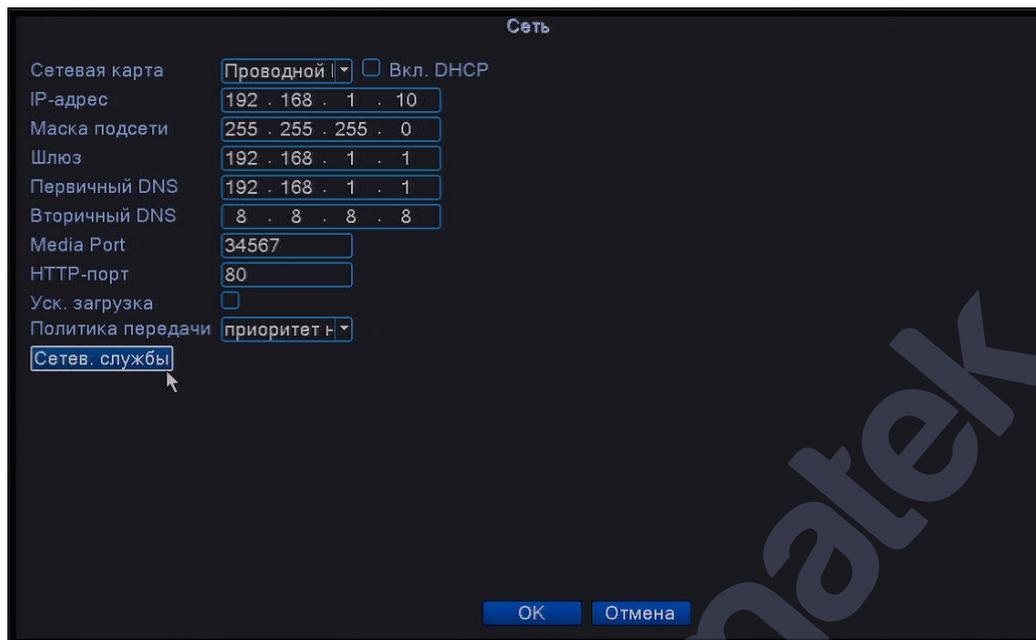 Сеть
Сетевая карта Проводной Вкл. DHCP
IP-адрес 192 . 168 . 1 . 10
Маска подсети 255 . 255 . 255 . 0
Шлюз 192 . 168 . 1 . 1
Первичный DNS 192 . 168 . 1 . 1
Вторичный DNS 8 . 8 . 8 . 8
Media Port 34567
HTTP-порт 80
Уск. загрузка
Политика передачи приоритет н
Сетев. службы
OK Отмена
matek